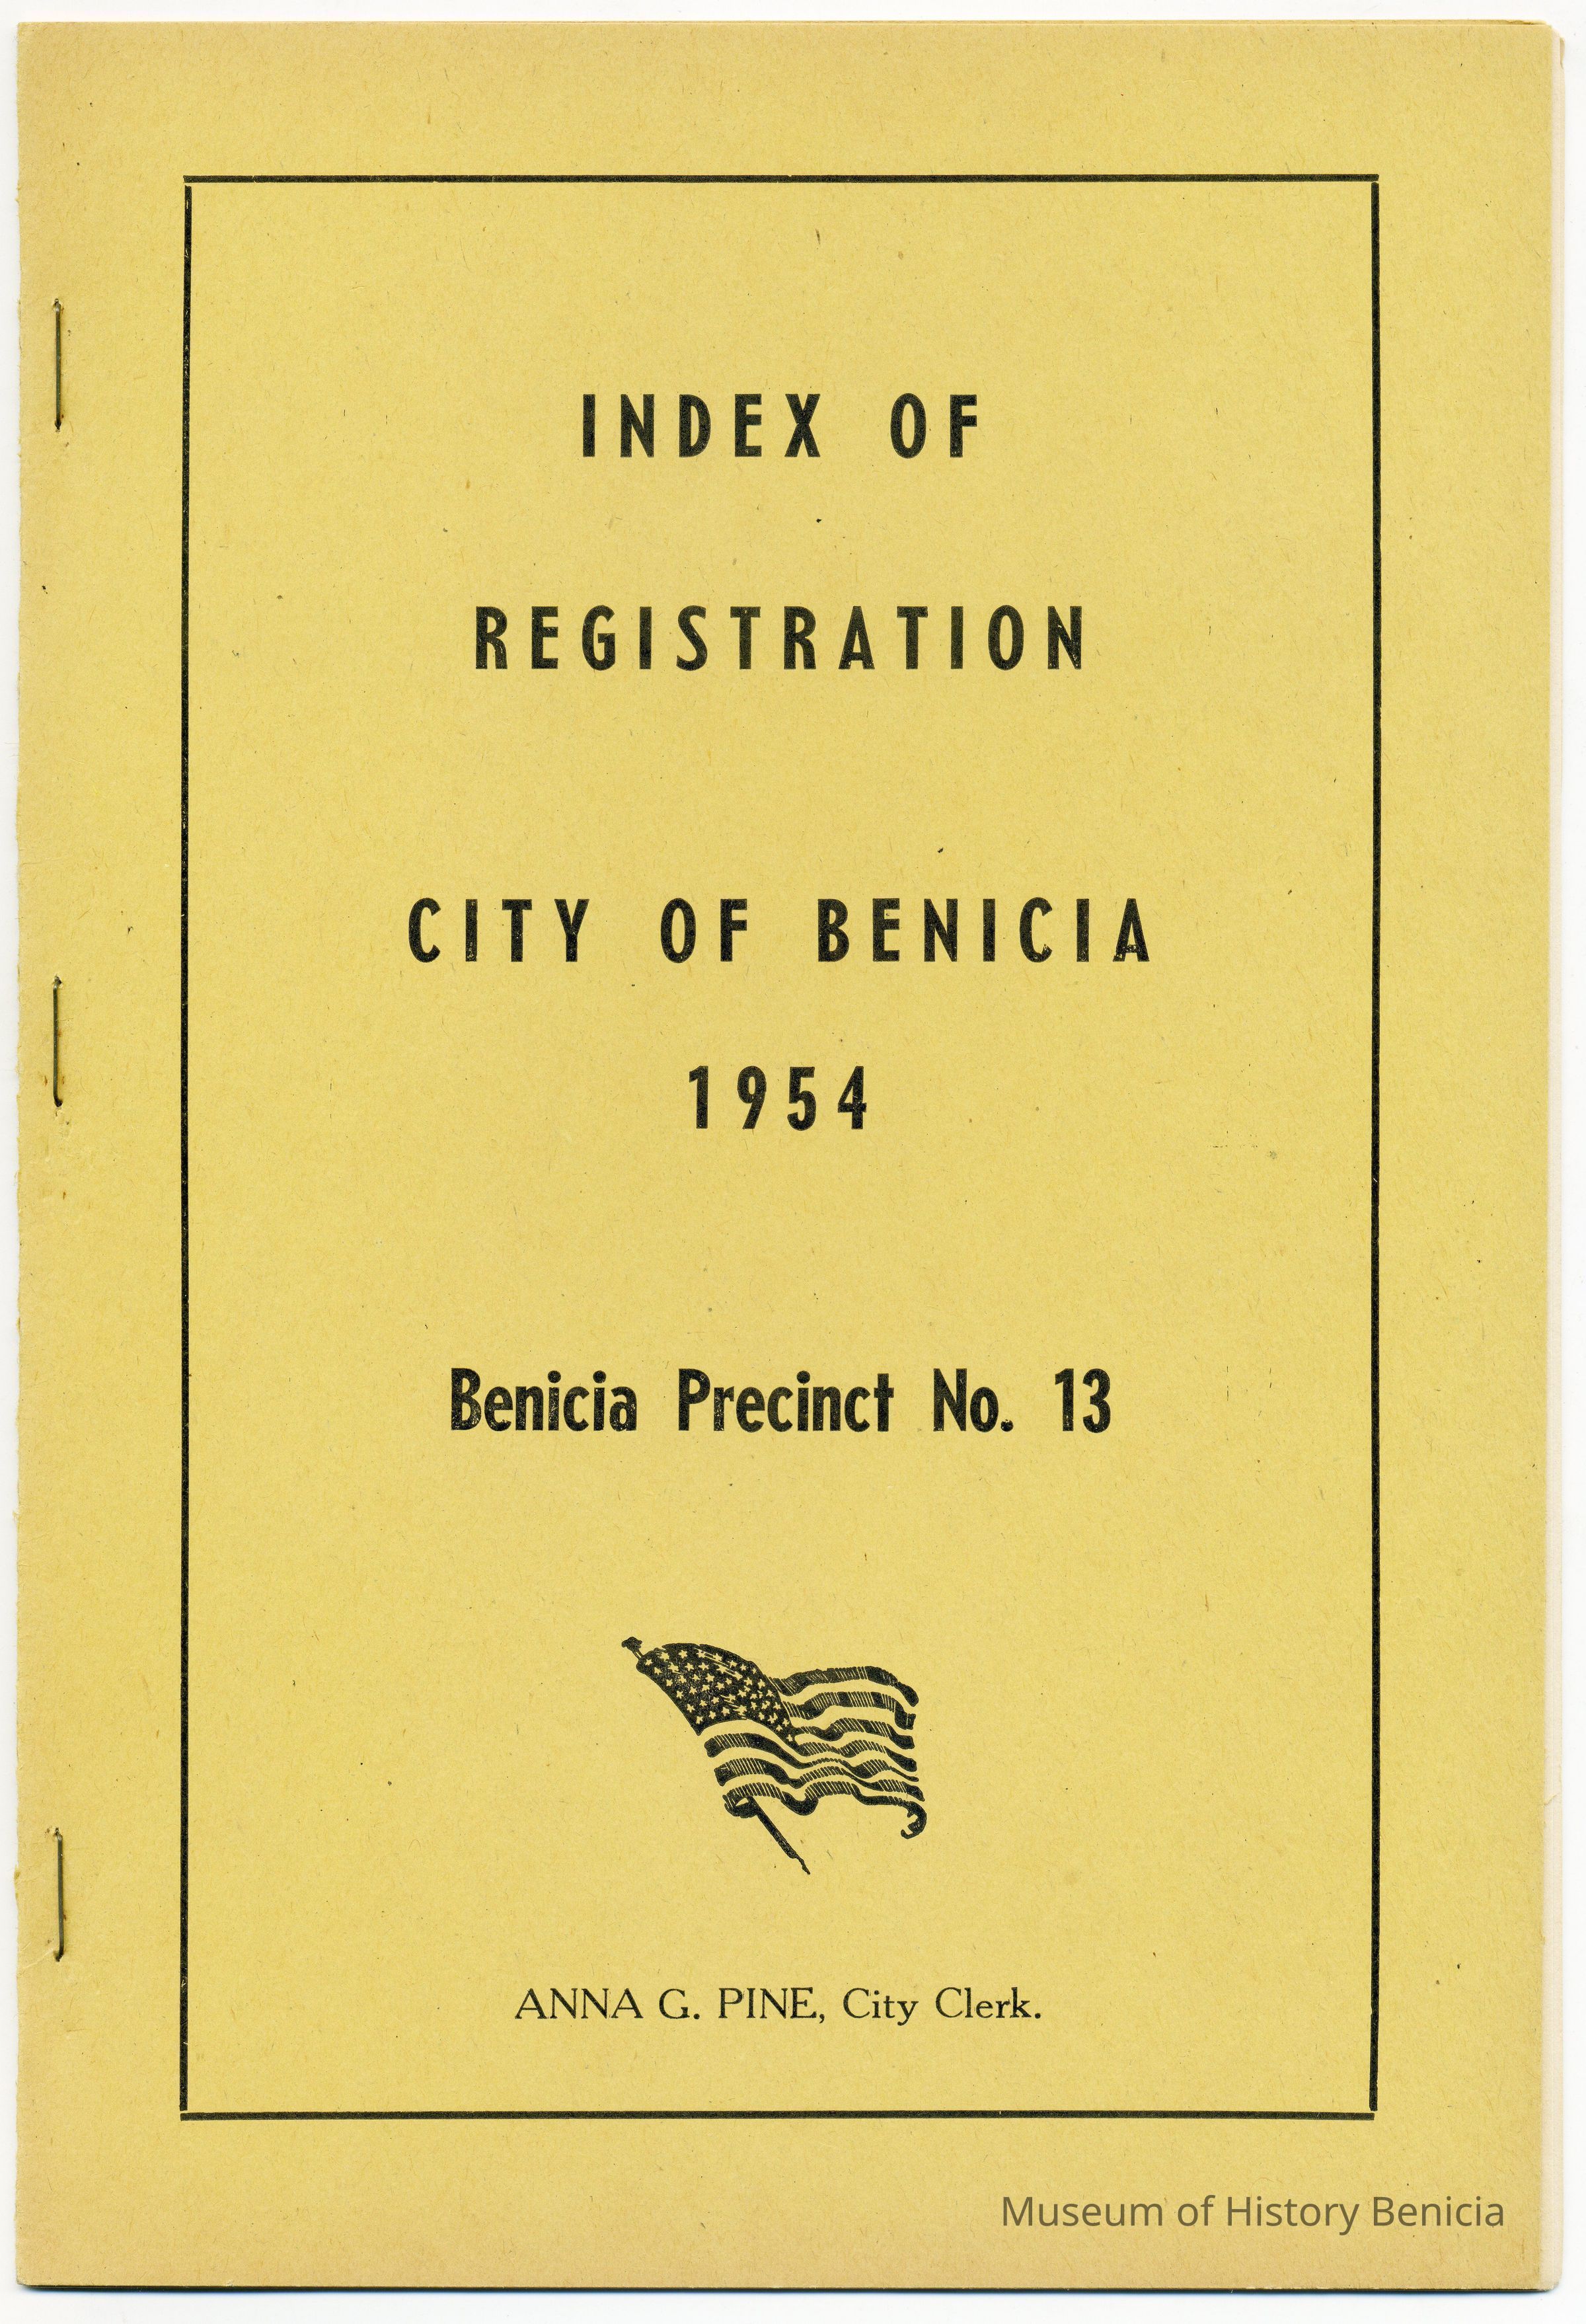 INDEX OF
REGISTRATION
CITY OF BENICIA
1954
Benicia Precinct No. 13
ANNA G. PINE, City Clerk.
Museum of History Benicia